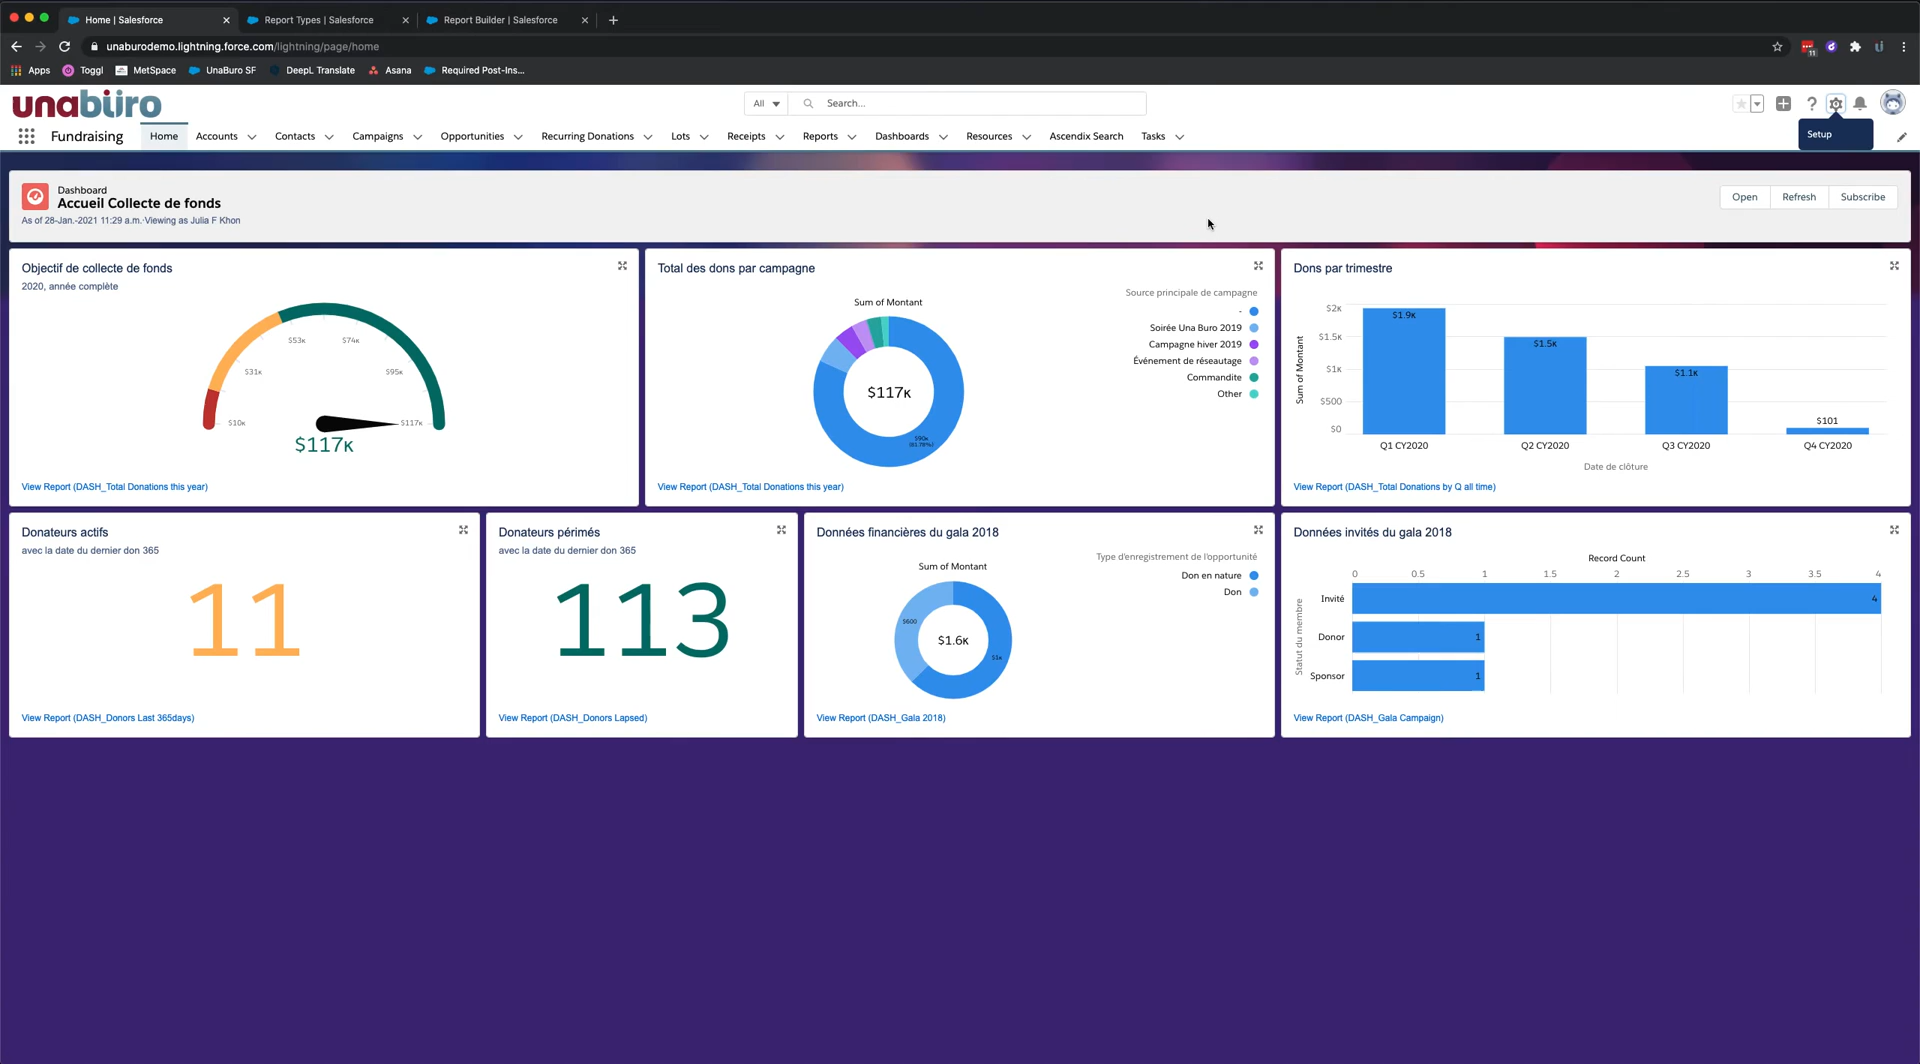 Home | Salesforce
Report Types | Salesforce
Report Builder | Salesforce
unaburodemo.lightning.force.com/lightning/page/home
11
Apps
Toggl
MetSpace
UnaBuro SF
DeepL Translate
Asana
Required Post-Ins...
unabüro
All
Search...
Setup
Fundraising
Home
Accounts
Contacts
Campaigns
Opportunities
Recurring Donations
Lots
Receipts
Reports
Dashboards
Resources
Ascendix Search
Tasks
Dashboard
Accueil Collecte de fonds
As of 28-Jan.-2021 11:29 a.m.·Viewing as Julia F Khon
Open
Refresh
Subscribe
Objectif de collecte de fonds
2020, année complète
$10K
$31K
$53K
$74K
$95K
$117K
$117K
View Report (DASH_Total Donations this year)
Total des dons par campagne
Sum of Montant
$117K
$90K
(81.76%)
Source principale de campagne
-
Soirée Una Buro 2019
Campagne hiver 2019
Événement de réseautage
Commandite
Other
View Report (DASH_Total Donations this year)
Dons par trimestre
Sum of Montant
$2K
$1.5K
$1K
$500
$0
$1.9K
$1.5K
$1.1K
$101
Q1 CY2020
Q2 CY2020
Q3 CY2020
Q4 CY2020
Date de clôture
View Report (DASH_Total Donations by Q all time)
Donateurs actifs
avec la date du dernier don 365
11
View Report (DASH_Donors Last 365days)
Donateurs périmés
avec la date du dernier don 365
113
View Report (DASH_Donors Lapsed)
Données financières du gala 2018
Sum of Montant
$600
$1.6K
$1K
Type d'enregistrement de l'opportunité
Don en nature
Don
View Report (DASH_Gala 2018)
Données invités du gala 2018
Record Count
0
0.5
1
1.5
2
2.5
3
3.5
4
Statut du membre
Invité
4
Donor
1
Sponsor
1
View Report (DASH_Gala Campaign)